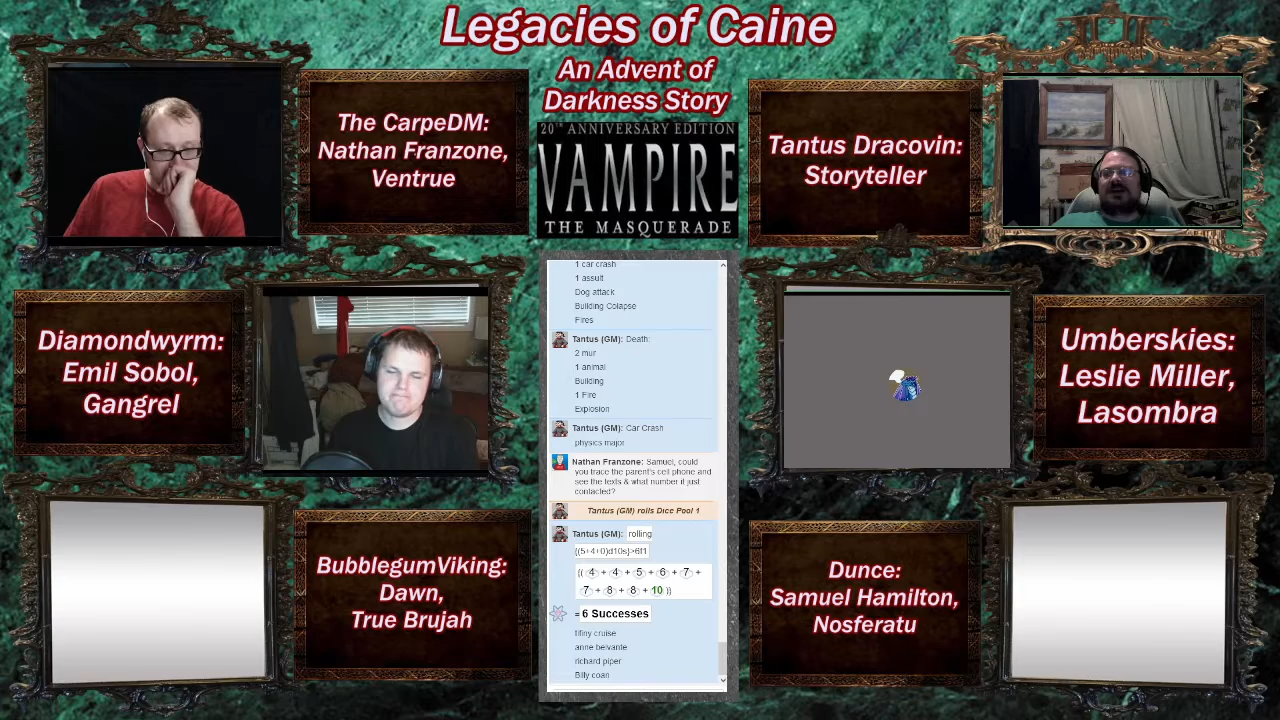 Legacies of Caine
An Advent of
Darkness Story
20TH ANNIVERSARY EDITION
VAMPIRE
THE MASQUERADE
The CarpeDM:
Nathan Franzone,
Ventrue
Tantus Dracovin:
Storyteller
Diamondwyrm:
Emil Sobol,
Gangrel
Umberskies:
Leslie Miller,
Lasombra
BubblegumViking:
Dawn,
True Brujah
Dunce:
Samuel Hamilton,
Nosferatu
1 car crash
1 assult
Dog attack
Building Colapse
Fires
Tantus (GM): Death:
2 mur
1 animal
Building
1 Fire
Explosion
Tantus (GM): Car Crash
physics major
Nathan Franzone: Samuel, could
you trace the parent's cell phone and
see the texts & what number it just
contacted?
Tantus (GM) rolls Dice Pool 1
Tantus (GM): rolling
{(5+4+0)d10s}>6f1
{( 4 + 4 + 5 + 6 + 7 +
7 + 8 + 8 + 10 )}
= 6 Successes
tifiny cruise
anne belvante
richard piper
Billy coan